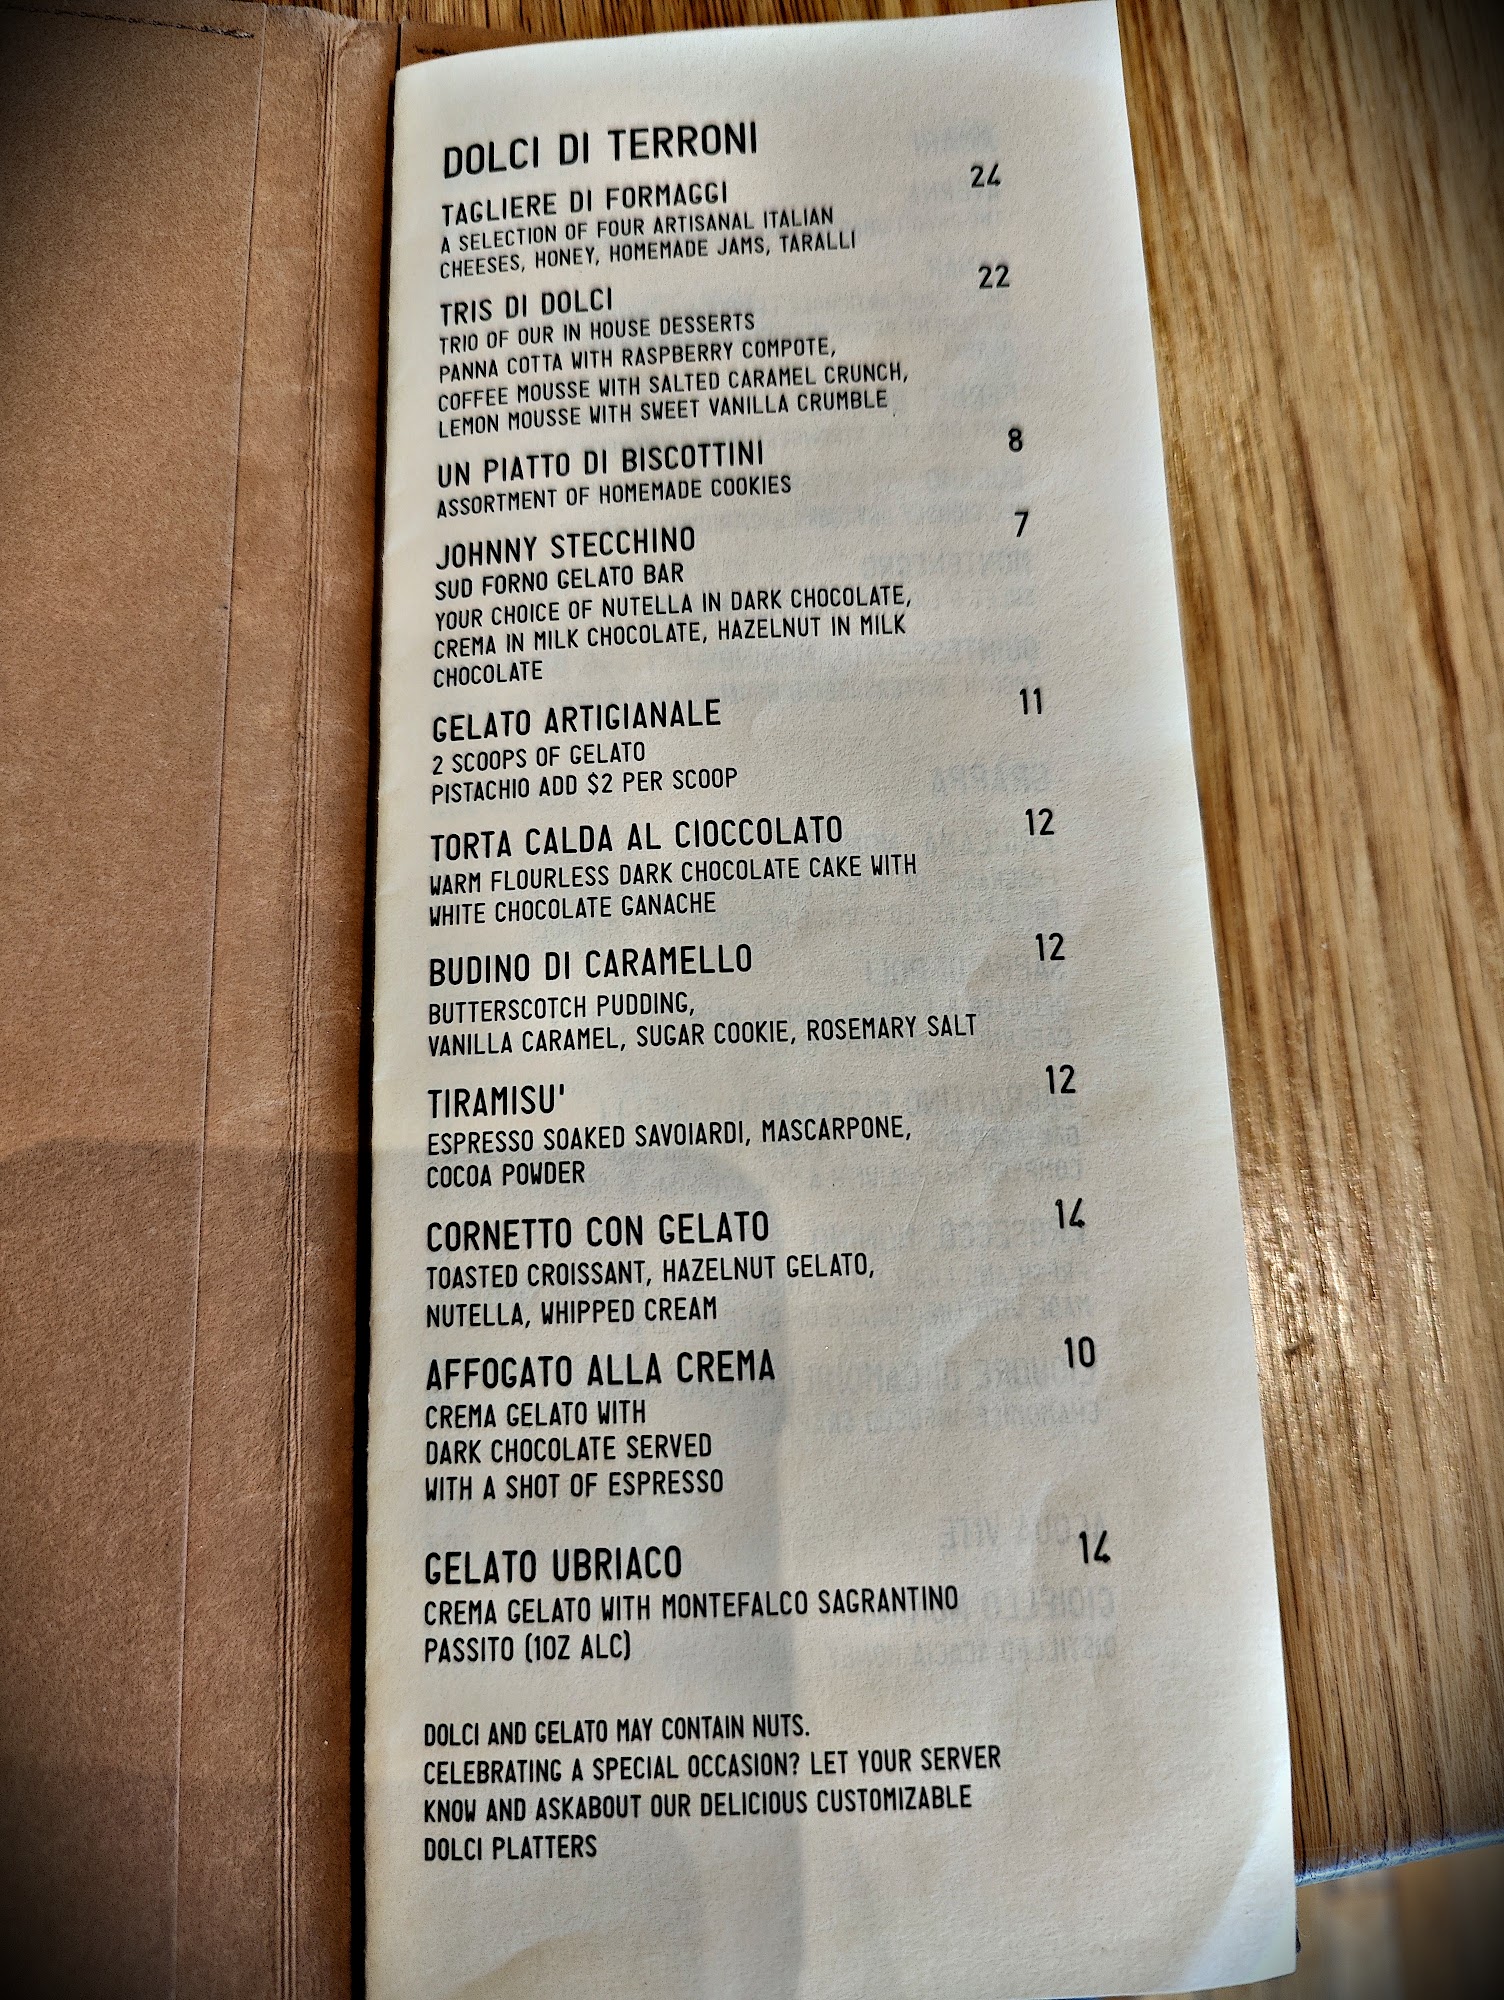 DOLCI DI TERRONI
TAGLIERE DI FORMAGGI 24
A SELECTION OF FOUR ARTISANAL ITALIAN
CHEESES, HONEY, HOMEMADE JAMS, TARALLI
TRIS DI DOLCI 22
TRIO OF OUR IN HOUSE DESSERTS
PANNA COTTA WITH RASPBERRY COMPOTE,
COFFEE MOUSSE WITH SALTED CARAMEL CRUNCH,
LEMON MOUSSE WITH SWEET VANILLA CRUMBLE
UN PIATTO DI BISCOTTINI 8
ASSORTMENT OF HOMEMADE COOKIES
JOHNNY STECCHINO 7
SUD FORNO GELATO BAR
YOUR CHOICE OF NUTELLA IN DARK CHOCOLATE,
CREMA IN MILK CHOCOLATE, HAZELNUT IN MILK
CHOCOLATE
GELATO ARTIGIANALE 11
2 SCOOPS OF GELATO
PISTACHIO ADD $2 PER SCOOP
TORTA CALDA AL CIOCCOLATO 12
WARM FLOURLESS DARK CHOCOLATE CAKE WITH
WHITE CHOCOLATE GANACHE
BUDINO DI CARAMELLO 12
BUTTERSCOTCH PUDDING,
VANILLA CARAMEL, SUGAR COOKIE, ROSEMARY SALT
TIRAMISU' 12
ESPRESSO SOAKED SAVOIARDI, MASCARPONE,
COCOA POWDER
CORNETTO CON GELATO 14
TOASTED CROISSANT, HAZELNUT GELATO,
NUTELLA, WHIPPED CREAM
AFFOGATO ALLA CREMA 10
CREMA GELATO WITH
DARK CHOCOLATE SERVED
WITH A SHOT OF ESPRESSO
GELATO UBRIACO 14
CREMA GELATO WITH MONTEFALCO SAGRANTINO
PASSITO (1OZ ALC)
DOLCI AND GELATO MAY CONTAIN NUTS.
CELEBRATING A SPECIAL OCCASION? LET YOUR SERVER
KNOW AND ASKABOUT OUR DELICIOUS CUSTOMIZABLE
DOLCI PLATTERS